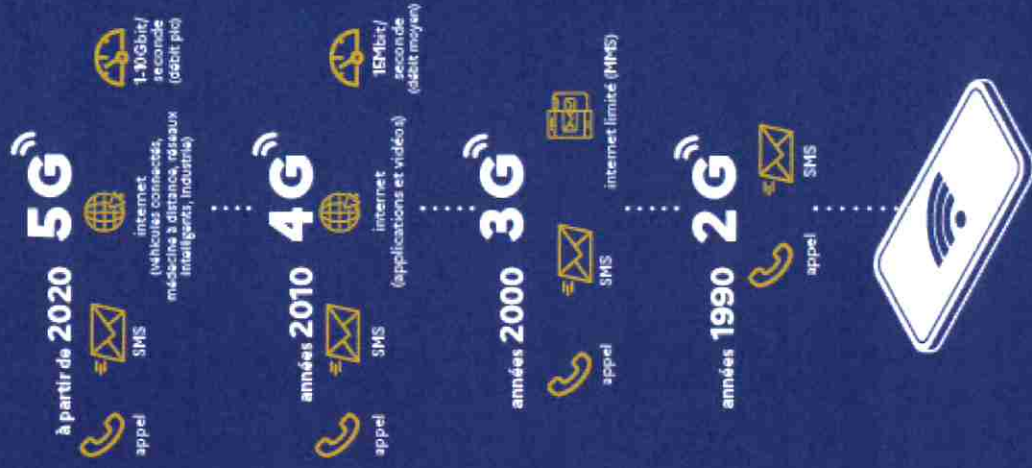 à partir de 2020 5G
appel
SMS
internet
(véhicules connectés,
médecine à distance, réseaux
intelligents, industrie)
1-10Gbit/
seconde
(débit pic)
années 2010 4G
appel
SMS
internet
(applications et vidéos)
15Mbit/
seconde
(débit moyen)
années 2000 3G
appel
SMS
internet limité (MMS)
années 1990 2G
appel
SMS